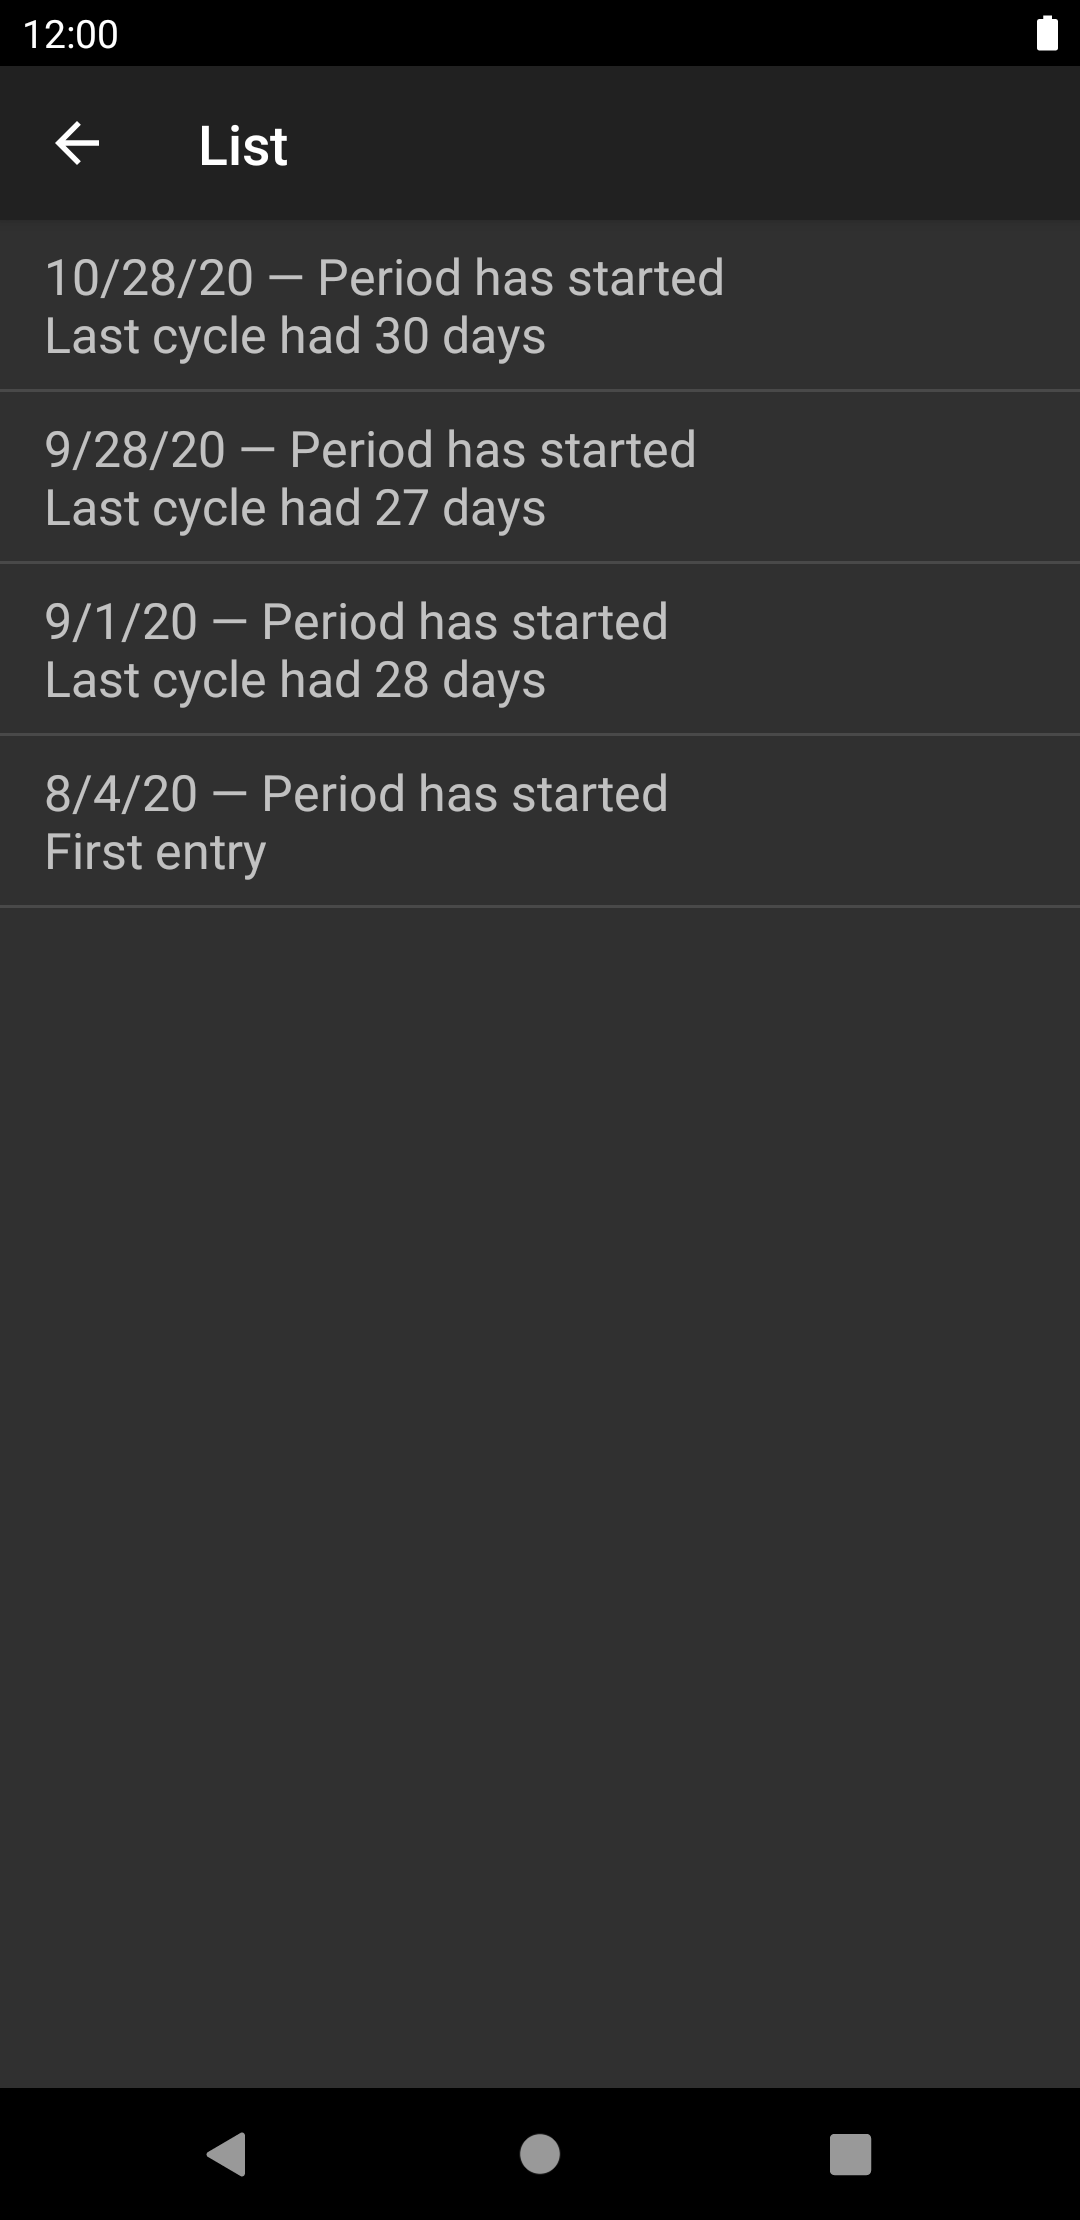 12:00
List
10/28/20 — Period has started
Last cycle had 30 days
9/28/20 — Period has started
Last cycle had 27 days
9/1/20 — Period has started
Last cycle had 28 days
8/4/20 — Period has started
First entry